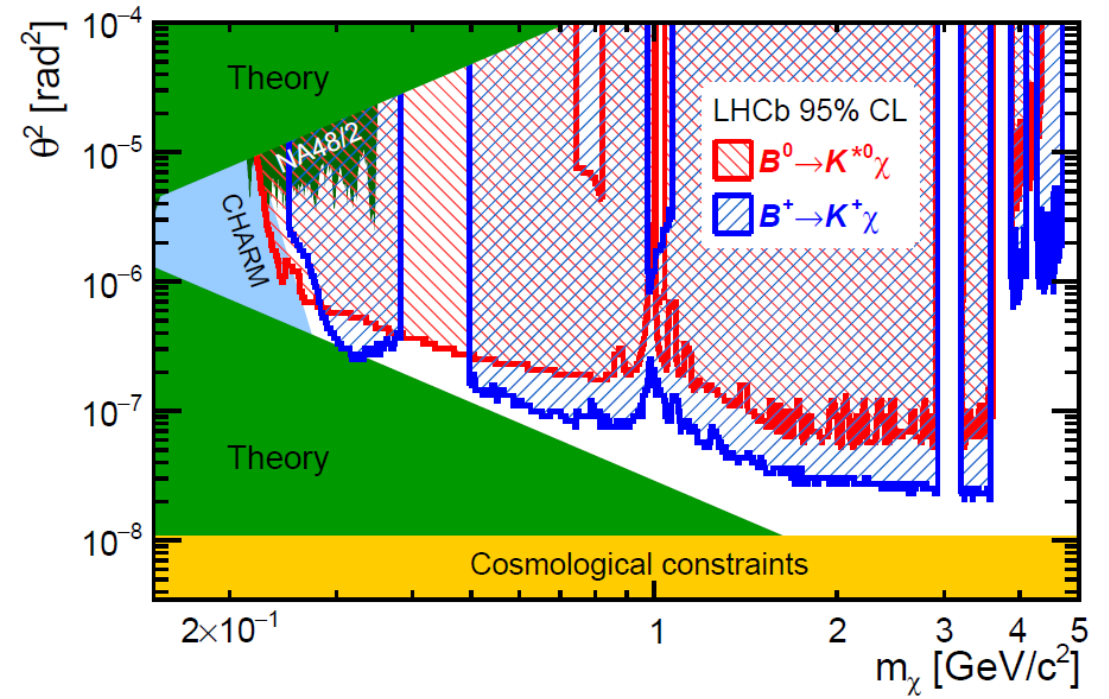 θ² [rad²]
10⁻⁴
10⁻⁵
10⁻⁶
10⁻⁷
10⁻⁸
Theory
NA48/2
CHARM
LHCb 95% CL
B⁰→K*⁰χ
B⁺→K⁺χ
Theory
Cosmological constraints
2×10⁻¹ 1 2 3 4 5
mᵪ [GeV/c²]